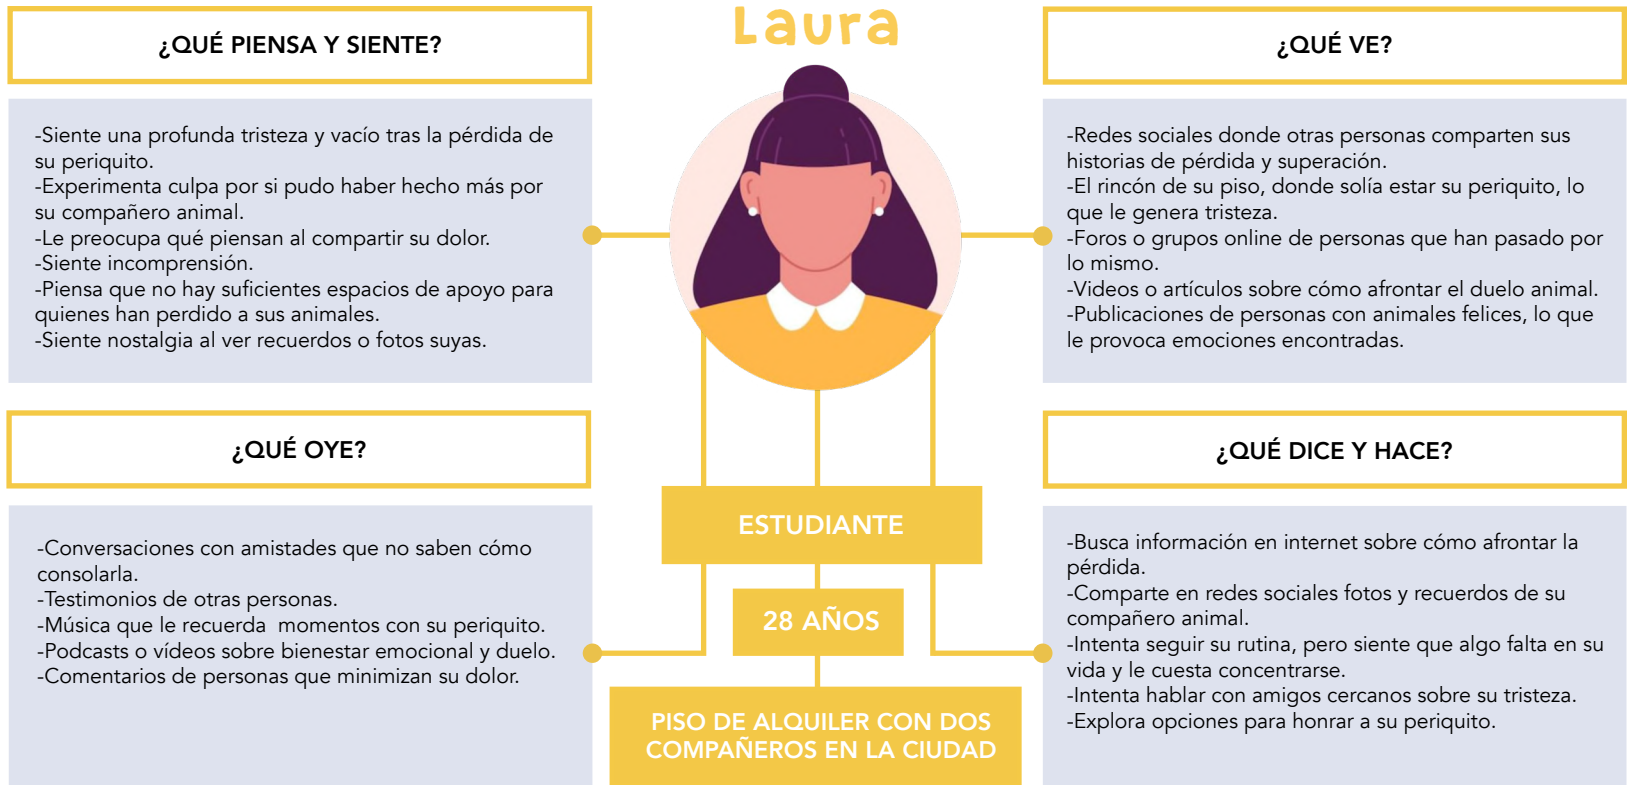 Laura
¿QUÉ PIENSA Y SIENTE?
-Siente una profunda tristeza y vacío tras la pérdida de
su periquito.
-Experimenta culpa por si pudo haber hecho más por
su compañero animal.
-Le preocupa qué piensan al compartir su dolor.
-Siente incomprensión.
-Piensa que no hay suficientes espacios de apoyo para
quienes han perdido a sus animales.
-Siente nostalgia al ver recuerdos o fotos suyas.
¿QUÉ VE?
-Redes sociales donde otras personas comparten sus
historias de pérdida y superación.
-El rincón de su piso, donde solía estar su periquito, lo
que le genera tristeza.
-Foros o grupos online de personas que han pasado por
lo mismo.
-Videos o artículos sobre cómo afrontar el duelo animal.
-Publicaciones de personas con animales felices, lo que
le provoca emociones encontradas.
¿QUÉ OYE?
-Conversaciones con amistades que no saben cómo
consolarla.
-Testimonios de otras personas.
-Música que le recuerda momentos con su periquito.
-Podcasts o vídeos sobre bienestar emocional y duelo.
-Comentarios de personas que minimizan su dolor.
ESTUDIANTE
28 AÑOS
PISO DE ALQUILER CON DOS
COMPAÑEROS EN LA CIUDAD
¿QUÉ DICE Y HACE?
-Busca información en internet sobre cómo afrontar la
pérdida.
-Comparte en redes sociales fotos y recuerdos de su
compañero animal.
-Intenta seguir su rutina, pero siente que algo falta en su
vida y le cuesta concentrarse.
-Intenta hablar con amigos cercanos sobre su tristeza.
-Explora opciones para honrar a su periquito.